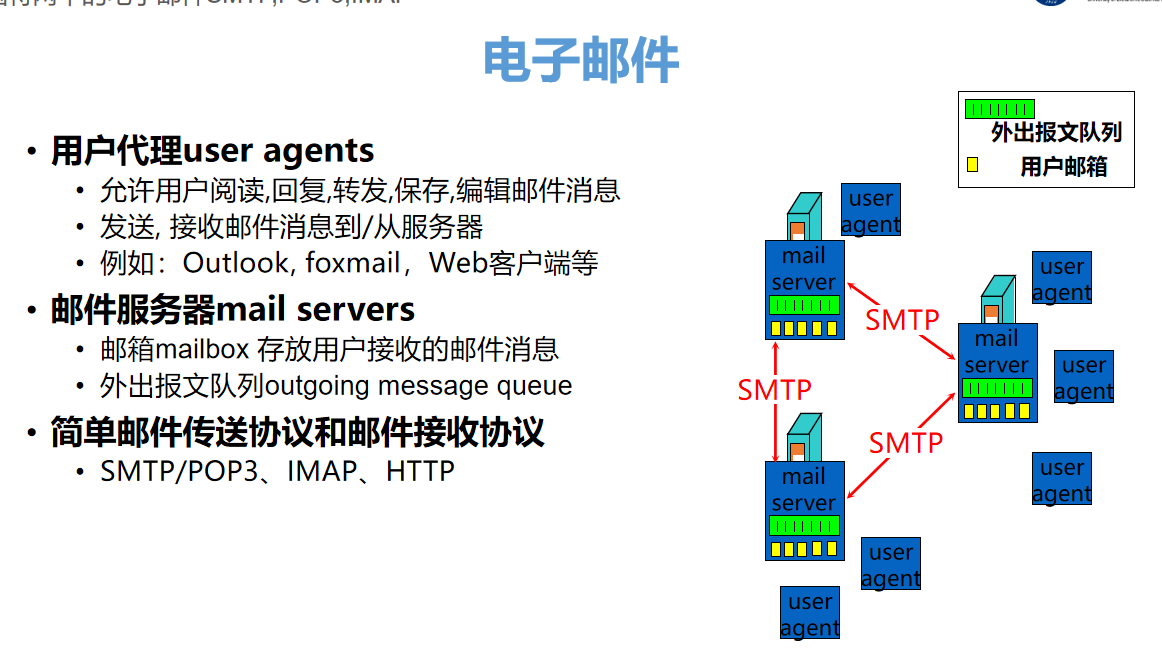 的电子邮件SMTP,POP3,IMAP
电子邮件
• 用户代理user agents
• 允许用户阅读,回复,转发,保存,编辑邮件消息
• 发送, 接收邮件消息到/从服务器
• 例如：Outlook, foxmail，Web客户端等
• 邮件服务器mail servers
• 邮箱mailbox 存放用户接收的邮件消息
• 外出报文队列outgoing message queue
• 简单邮件传送协议和邮件接收协议
• SMTP/POP3、IMAP、HTTP
外出报文队列
用户邮箱
user
agent
mail
server
user
agent
SMTP
mail
server
user
agent
SMTP
SMTP
mail
server
user
agent
user
agent
user
agent